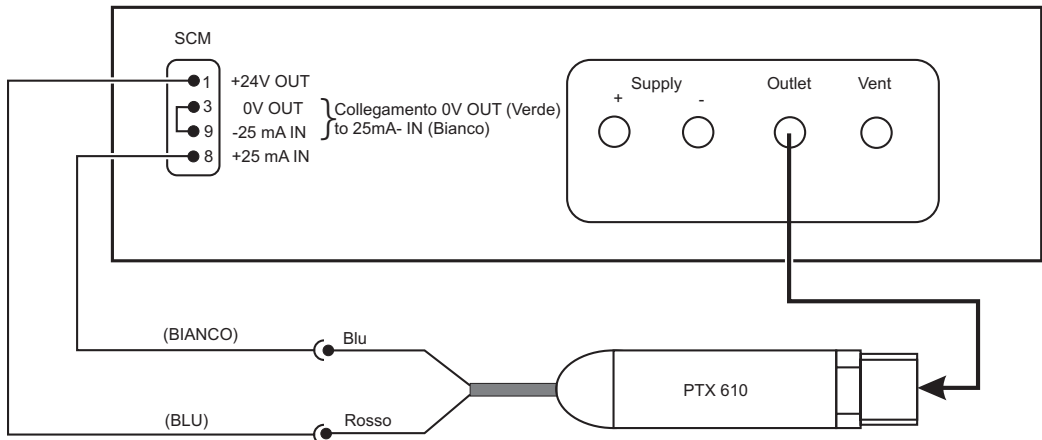 SCM
1 +24V OUT
3 0V OUT
9 -25 mA IN
8 +25 mA IN
Collegamento 0V OUT (Verde)
to 25mA- IN (Bianco)
Supply
+ -
Outlet
Vent
(BIANCO)
Blu
(BLU)
Rosso
PTX 610